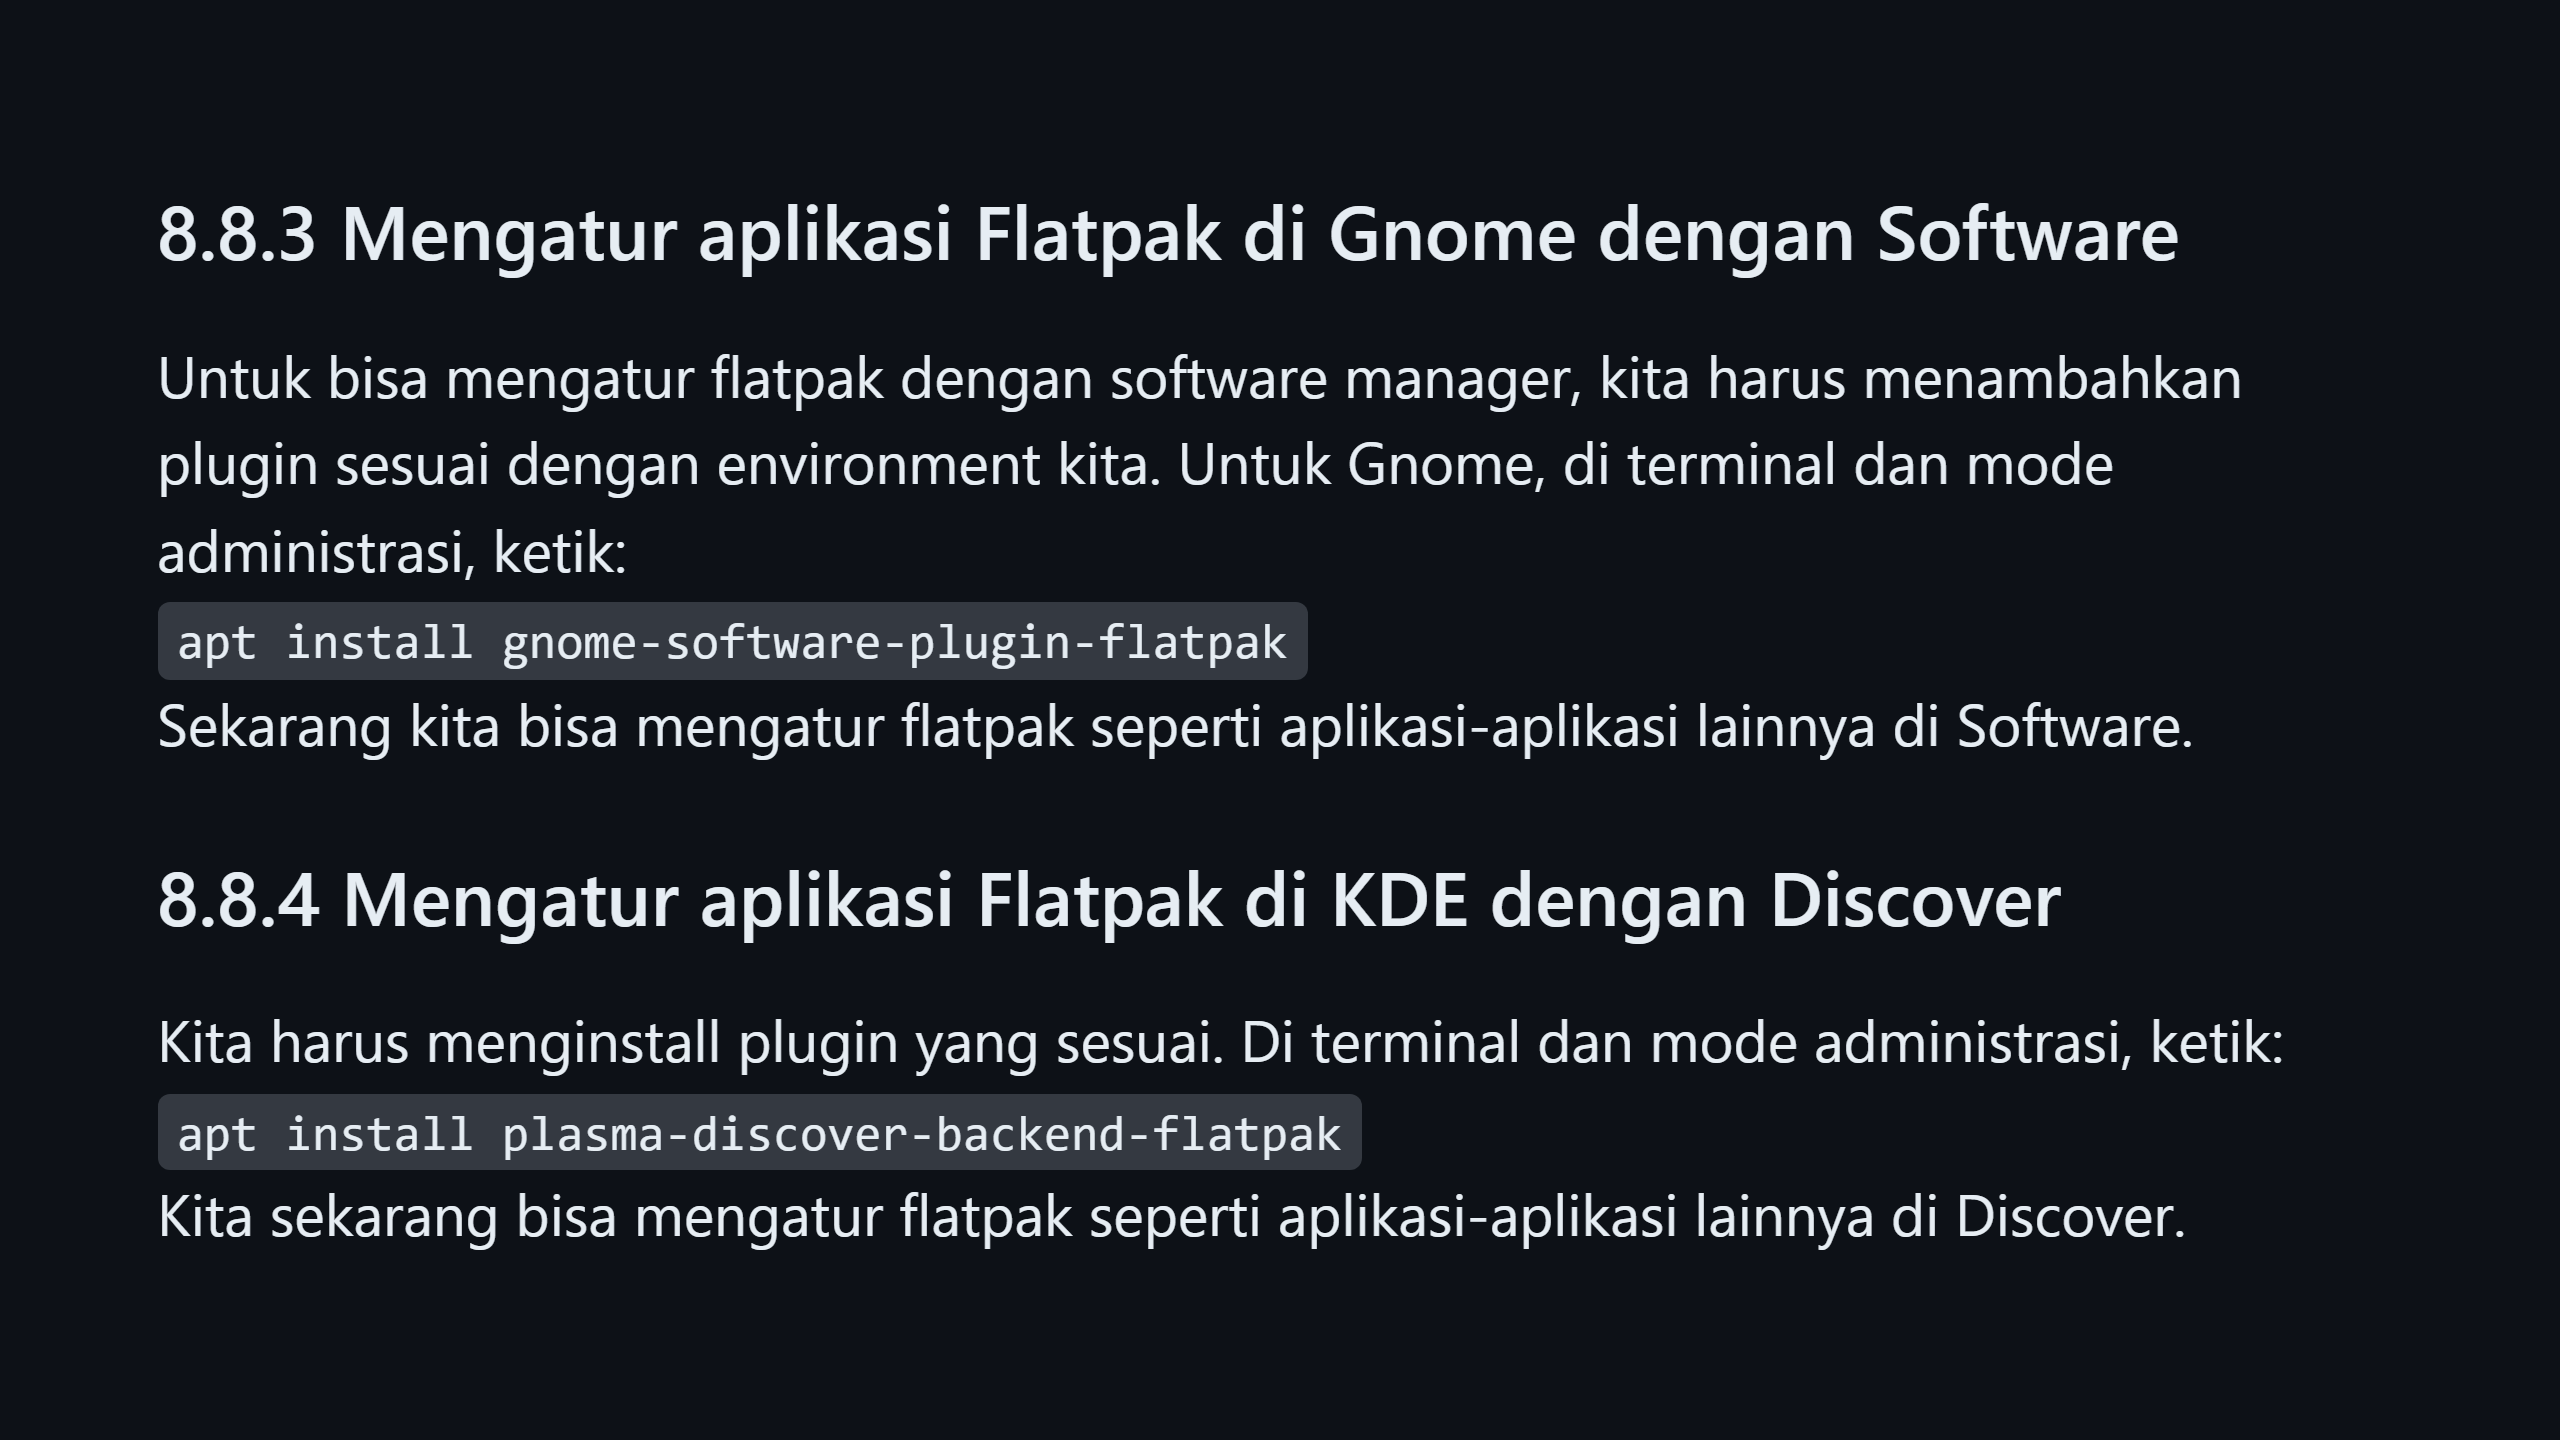 8.8.3 Mengatur aplikasi Flatpak di Gnome dengan Software
Untuk bisa mengatur flatpak dengan software manager, kita harus menambahkan
plugin sesuai dengan environment kita. Untuk Gnome, di terminal dan mode
administrasi, ketik:
apt install gnome-software-plugin-flatpak
Sekarang kita bisa mengatur flatpak seperti aplikasi-aplikasi lainnya di Software.
8.8.4 Mengatur aplikasi Flatpak di KDE dengan Discover
Kita harus menginstall plugin yang sesuai. Di terminal dan mode administrasi, ketik:
apt install plasma-discover-backend-flatpak
Kita sekarang bisa mengatur flatpak seperti aplikasi-aplikasi lainnya di Discover.